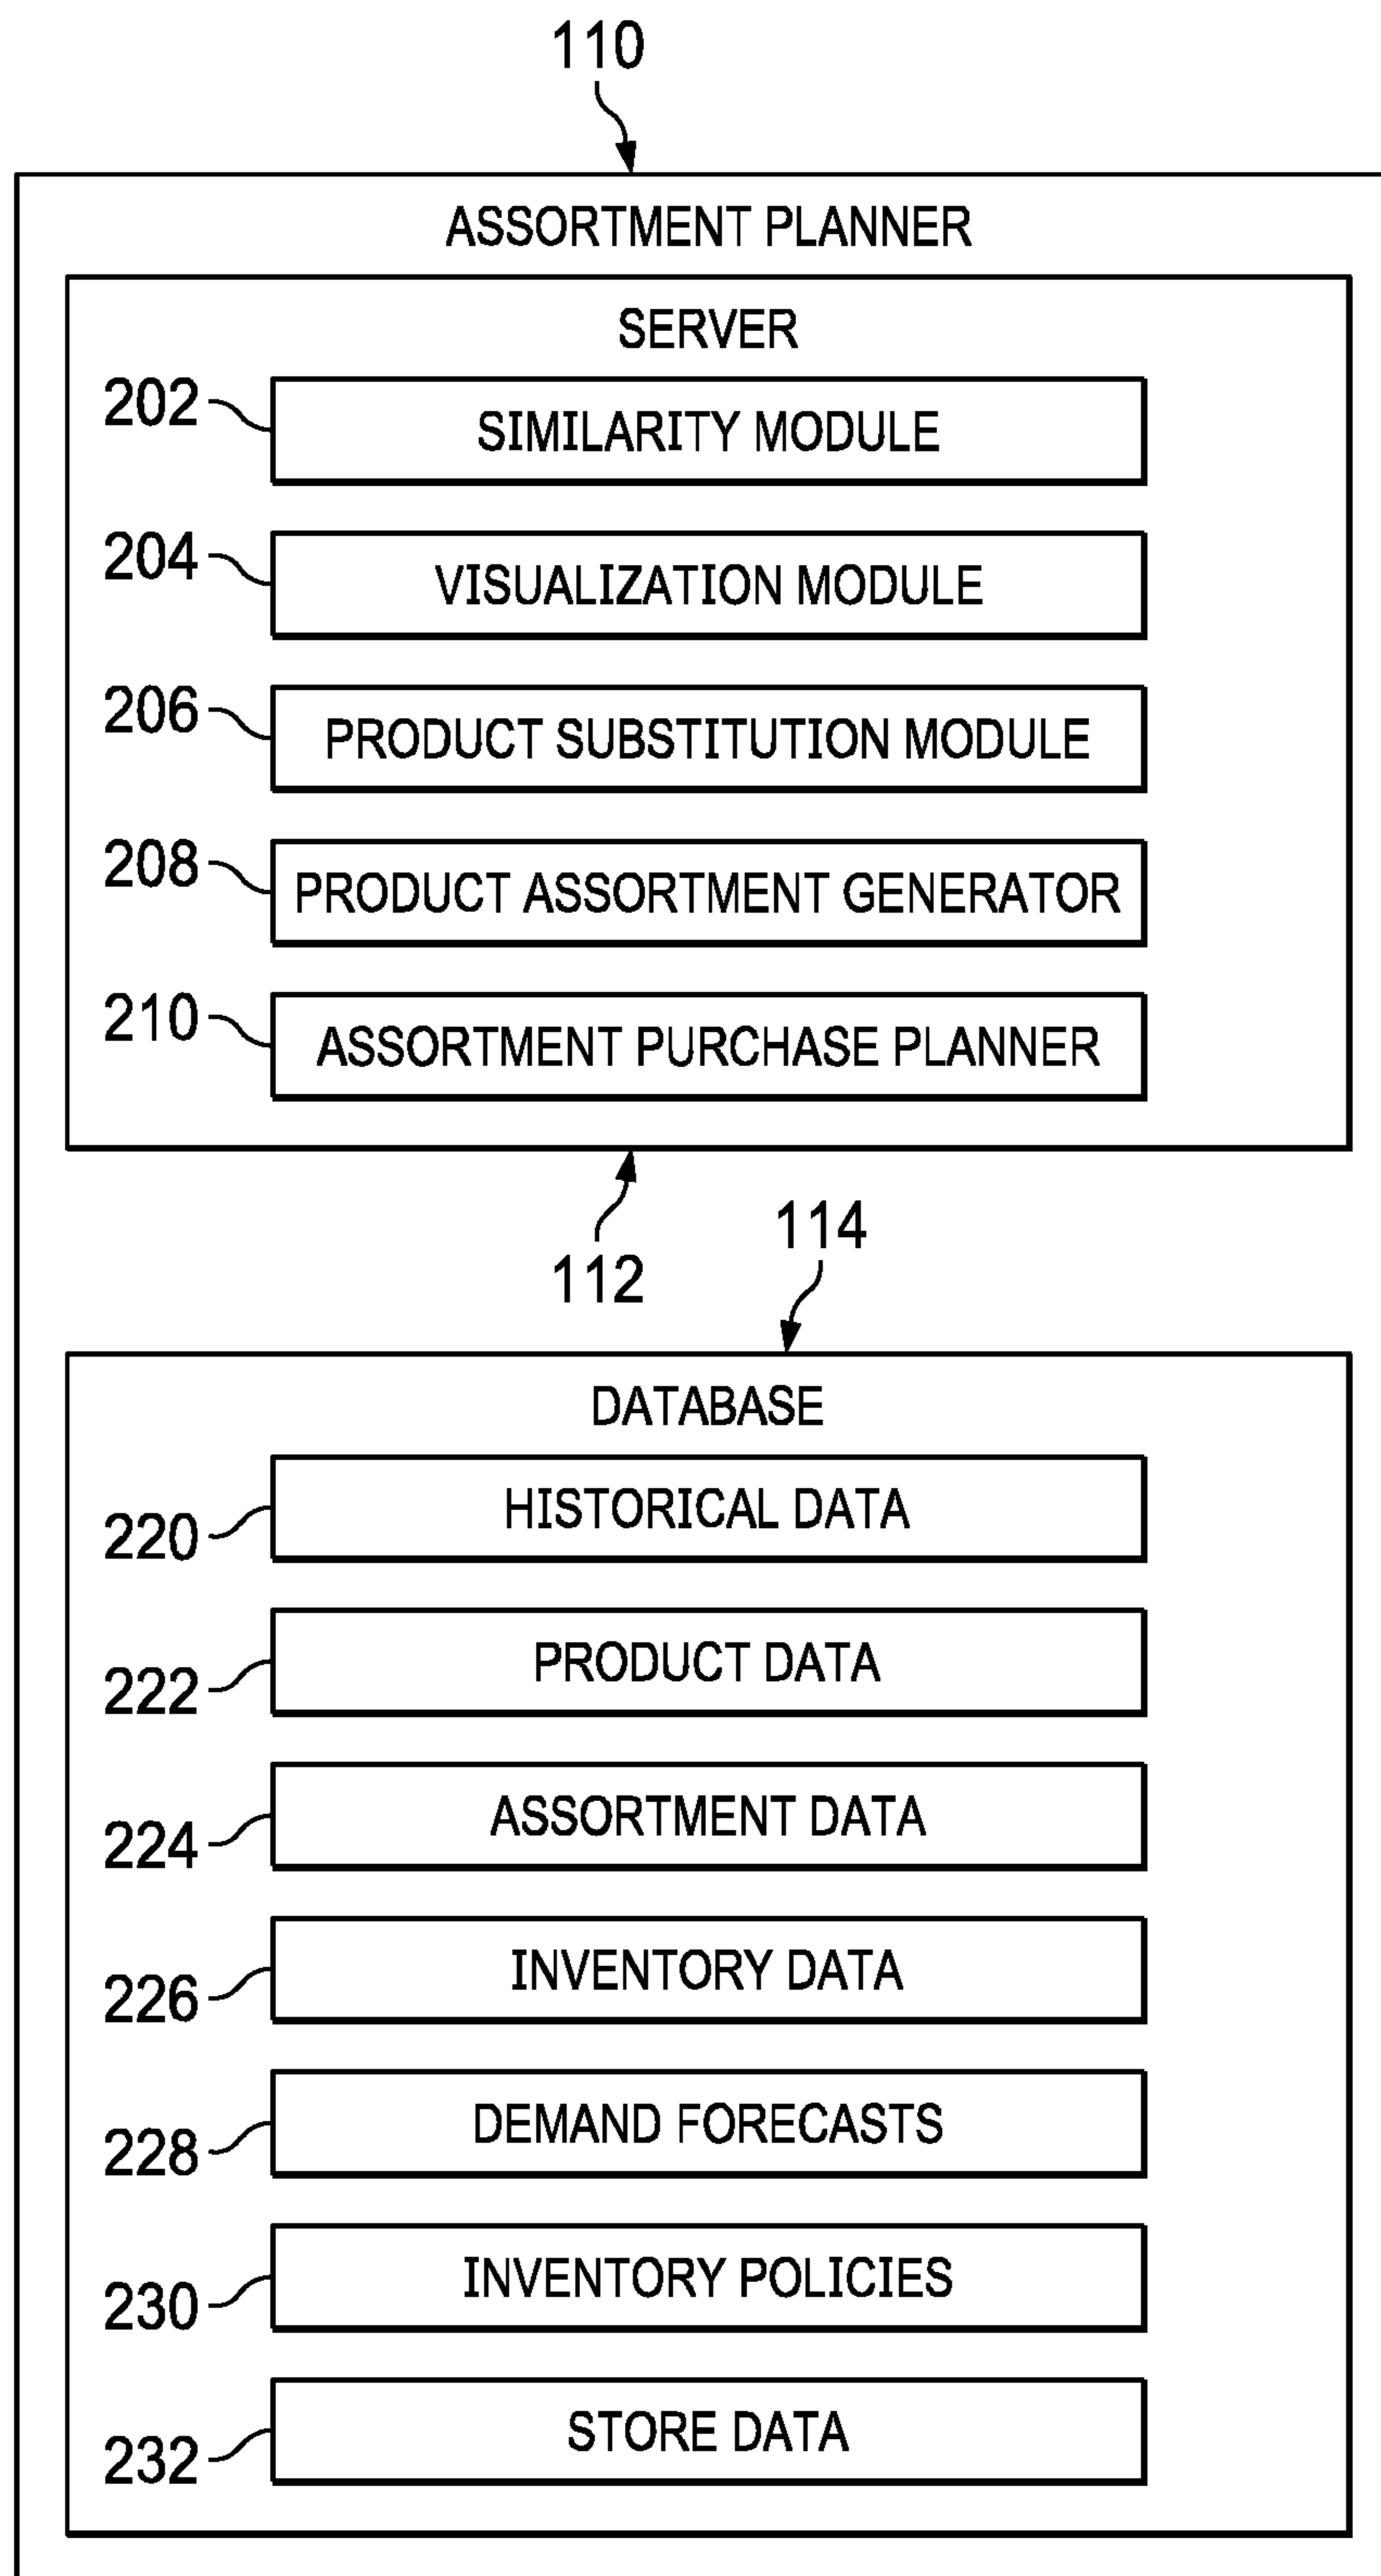 110
ASSORTMENT PLANNER
SERVER
202
SIMILARITY MODULE
204
VISUALIZATION MODULE
206
PRODUCT SUBSTITUTION MODULE
208
PRODUCT ASSORTMENT GENERATOR
210
ASSORTMENT PURCHASE PLANNER
112
114
DATABASE
220
HISTORICAL DATA
222
PRODUCT DATA
224
ASSORTMENT DATA
226
INVENTORY DATA
228
DEMAND FORECASTS
230
INVENTORY POLICIES
232
STORE DATA